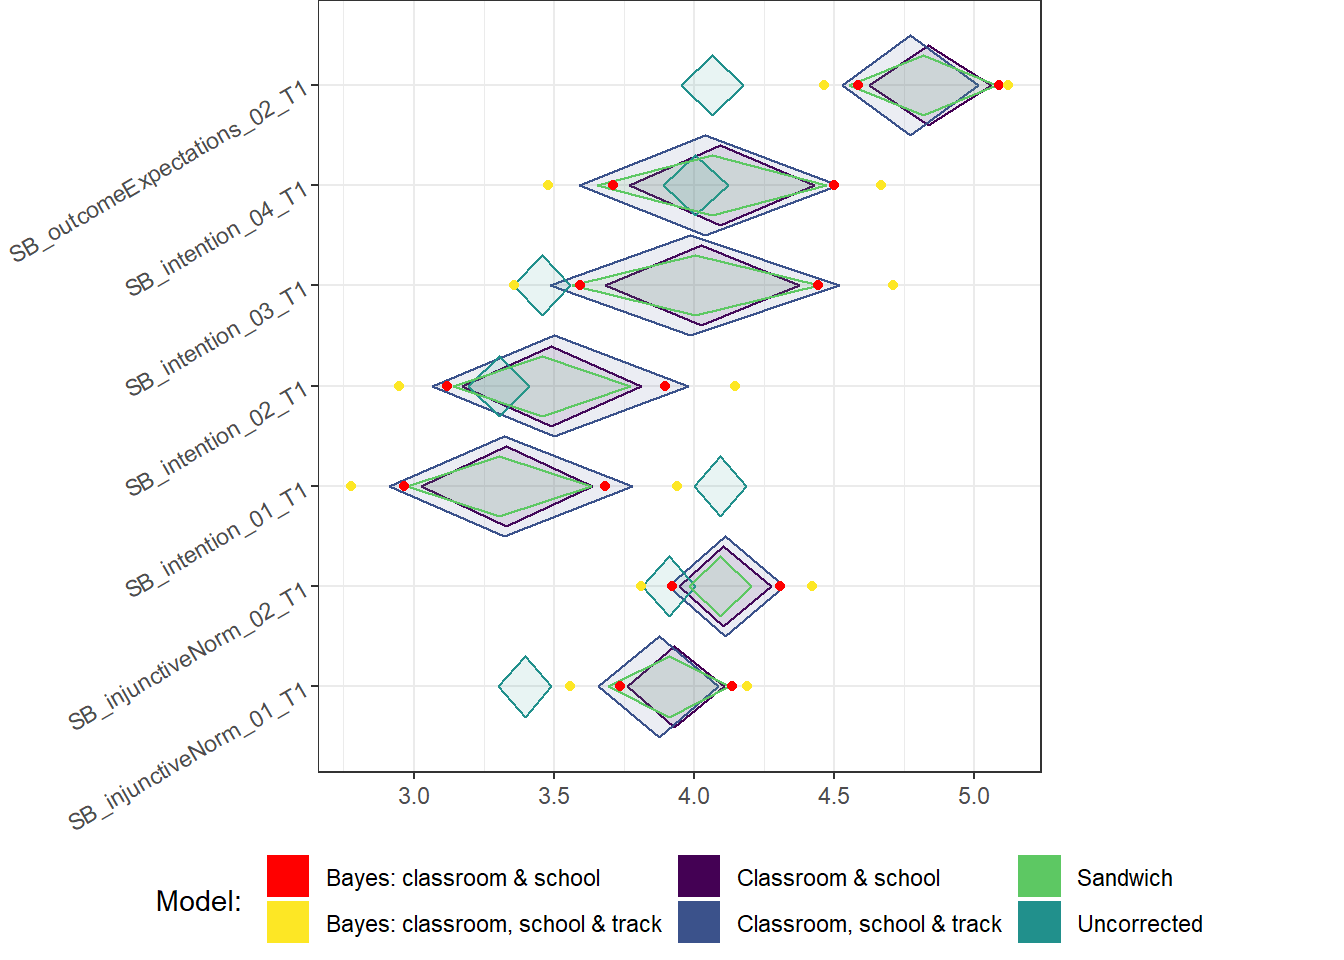 SB_outcomeExpectations_02_T1
SB_intention_04_T1
SB_intention_03_T1
SB_intention_02_T1
SB_intention_01_T1
SB_injunctiveNorm_02_T1
SB_injunctiveNorm_01_T1
3.0 3.5 4.0 4.5 5.0
Model: Bayes: classroom & school Classroom & school Sandwich
Bayes: classroom, school & track Classroom, school & track Uncorrected